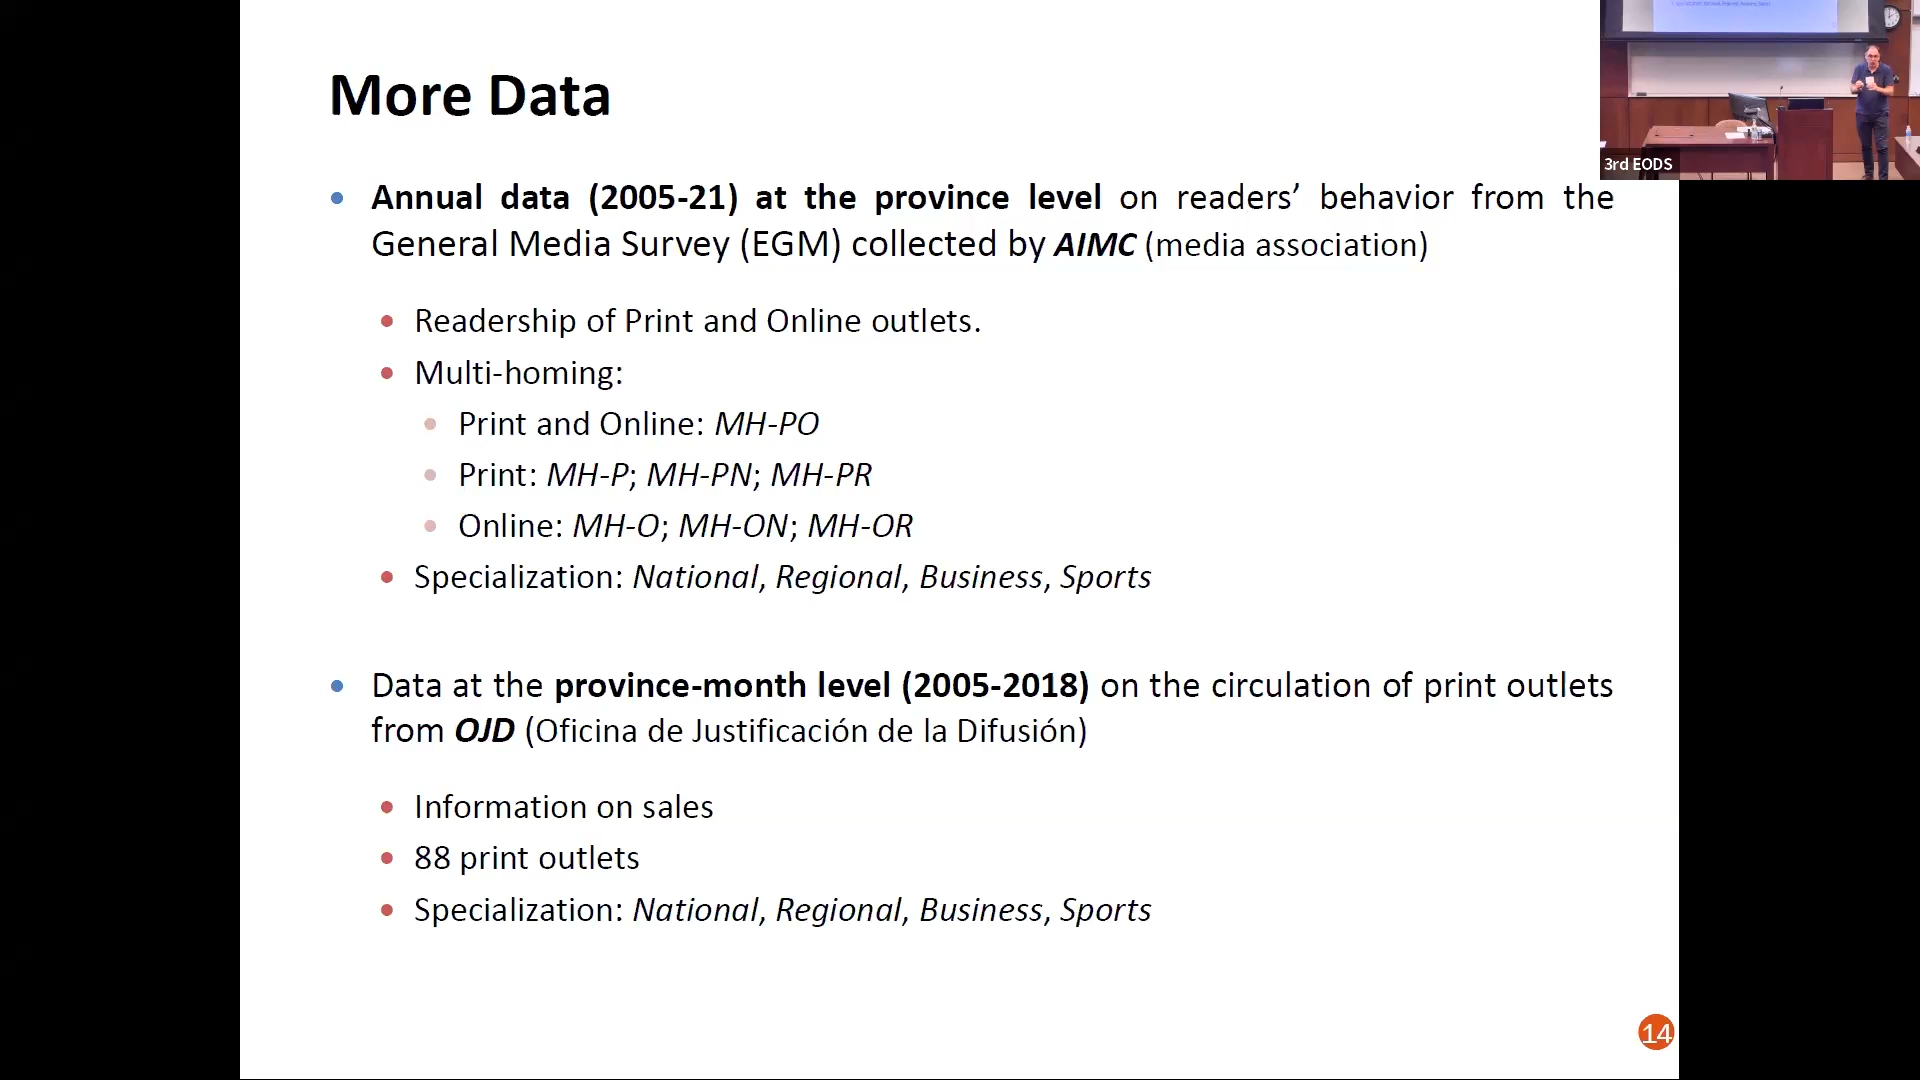 More Data
3rd EODS
• Annual data (2005-21) at the province level on readers’ behavior from the
General Media Survey (EGM) collected by AIMC (media association)
• Readership of Print and Online outlets.
• Multi-homing:
• Print and Online: MH-PO
• Print: MH-P; MH-PN; MH-PR
• Online: MH-O; MH-ON; MH-OR
• Specialization: National, Regional, Business, Sports
• Data at the province-month level (2005-2018) on the circulation of print outlets
from OJD (Oficina de Justificación de la Difusión)
• Information on sales
• 88 print outlets
• Specialization: National, Regional, Business, Sports
14